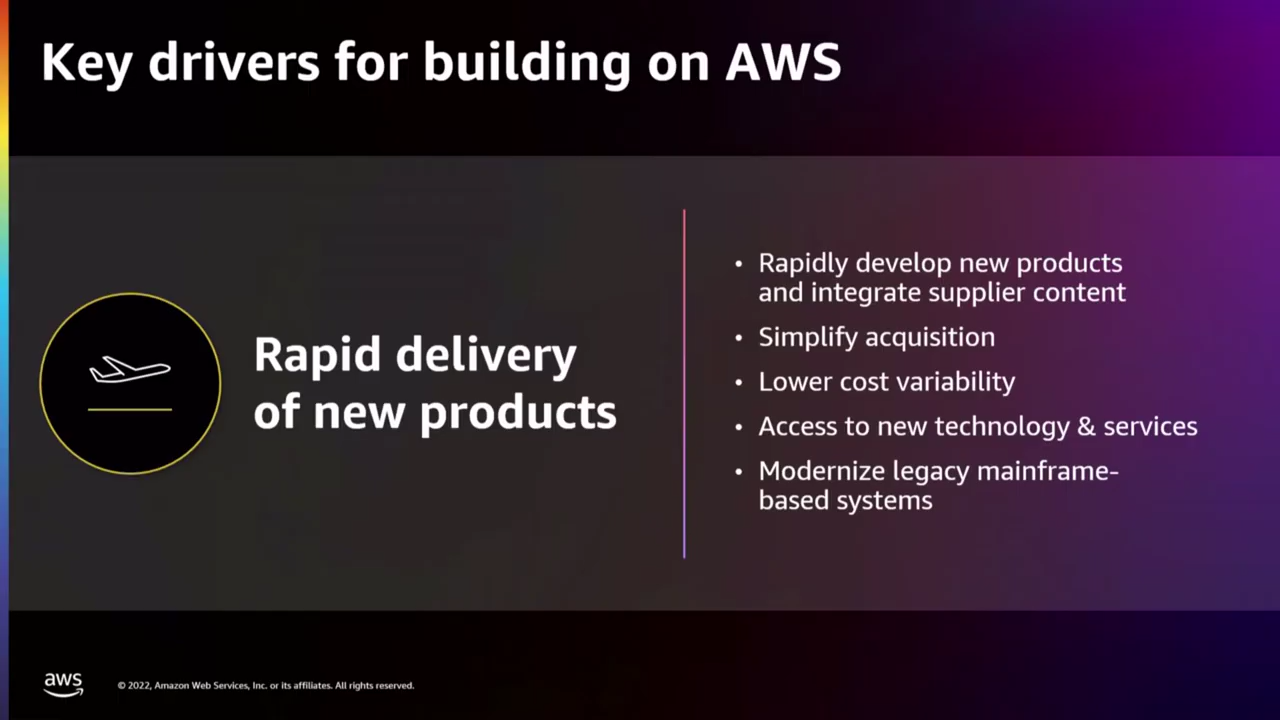 Key drivers for building on AWS
Rapid delivery
of new products
• Rapidly develop new products
and integrate supplier content
• Simplify acquisition
• Lower cost variability
• Access to new technology & services
• Modernize legacy mainframe-
based systems
aws
© 2022, Amazon Web Services, Inc. or its affiliates. All rights reserved.